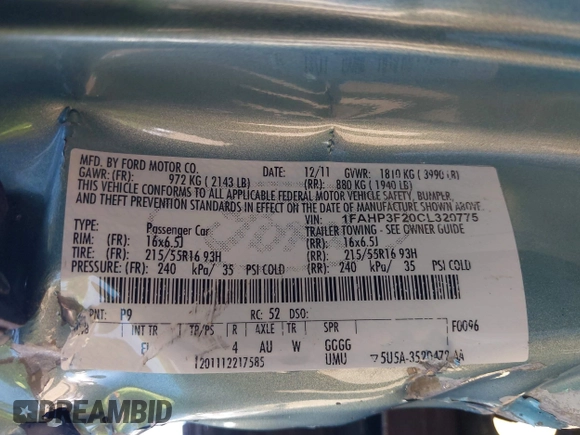 MFD. BY FORD MOTOR CO. DATE: 12/11 GVWR: 1810 KG ( 3990 LB)
GAWR: (FR): 972 KG ( 2143 LB) (RR): 880 KG ( 1940 LB)
THIS VEHICLE CONFORMS TO ALL APPLICABLE FEDERAL MOTOR VEHICLE SAFETY, BUMPER,
AND THEFT PREVENTION STANDARDS IN EFFECT ON THE DATE OF MANUFACTURE SHOWN ABOVE.
VIN: 1FAHP3F20CL320775
TYPE: Passenger Car TRAILER TOWING - SEE OWNER GUIDE
RIM: (FR): 16x6.5J (RR): 16x6.5J
TIRE: (FR): 215/55R16 93H (RR): 215/55R16 93H
PRESSURE: (FR): 240 kPa/ 35 PSI COLD (RR): 240 kPa/ 35 PSI COLD
PNT: P9 RC: 52 DSO: F0096
INT TR TR/PS R AXLE TR SPR
4 AU W GGGG
1201112217585 UMU 5U5A-3520472-AA
DREAMBID